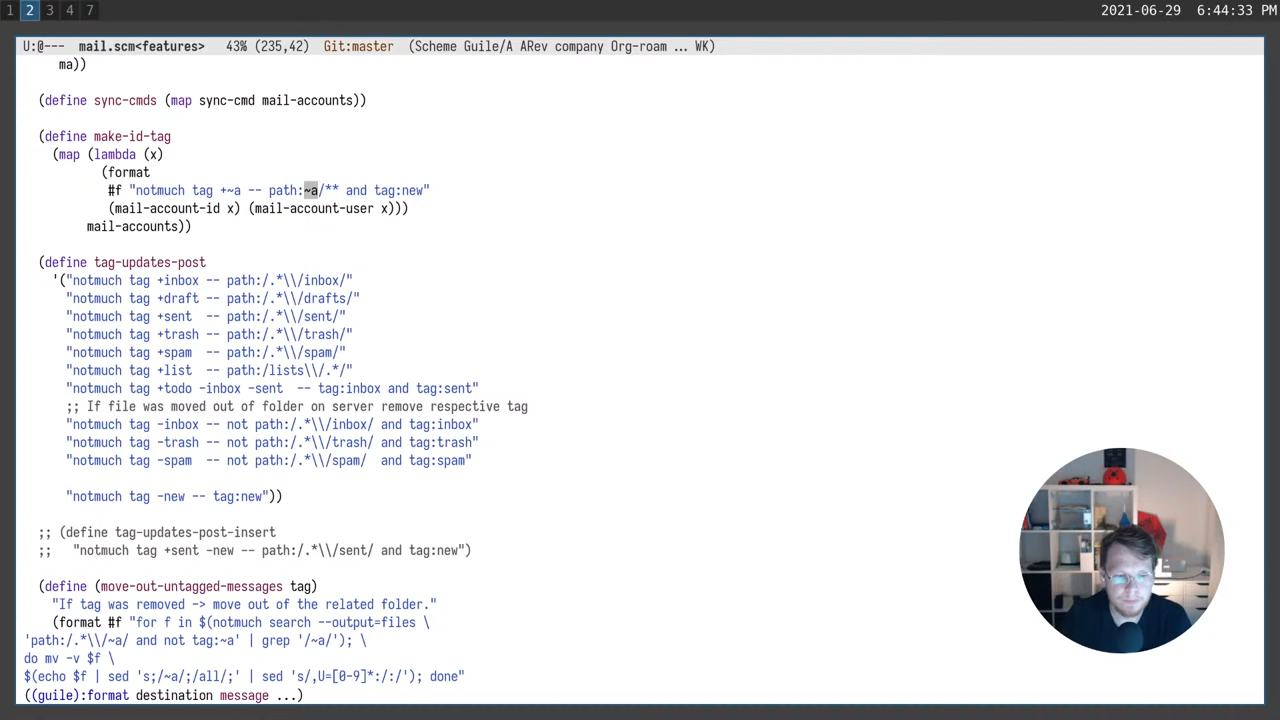 1 2 3 4 7 2021-06-29 6:44:33 PM
U:@--- mail.scm<features> 43% (235,42) Git:master (Scheme Guile/A ARev company Org-roam ... WK)
ma))
(define sync-cmds (map sync-cmd mail-accounts))
(define make-id-tag
(map (lambda (x)
(format
#f "notmuch tag +~a -- path:~a/** and tag:new"
(mail-account-id x) (mail-account-user x)))
mail-accounts))
(define tag-updates-post
'("notmuch tag +inbox -- path:/.*\\/inbox/"
"notmuch tag +draft -- path:/.*\\/drafts/"
"notmuch tag +sent  -- path:/.*\\/sent/"
"notmuch tag +trash -- path:/.*\\/trash/"
"notmuch tag +spam  -- path:/.*\\/spam/"
"notmuch tag +list  -- path:/lists\\/.*/"
"notmuch tag +todo -inbox -sent  -- tag:inbox and tag:sent"
;; If file was moved out of folder on server remove respective tag
"notmuch tag -inbox -- not path:/.*\\/inbox/ and tag:inbox"
"notmuch tag -trash -- not path:/.*\\/trash/ and tag:trash"
"notmuch tag -spam  -- not path:/.*\\/spam/  and tag:spam"
"notmuch tag -new -- tag:new"))
;; (define tag-updates-post-insert
;;   "notmuch tag +sent -new -- path:/.*\\/sent/ and tag:new")
(define (move-out-untagged-messages tag)
"If tag was removed -> move out of the related folder."
(format #f "for f in $(notmuch search --output=files \
'path:/.*\\/~a/ and not tag:~a' | grep '/~a/'); \
do mv -v $f \
$(echo $f | sed 's;/~a/;/all/;' | sed 's/,U=[0-9]*:/:/'); done"
((guile):format destination message ...)